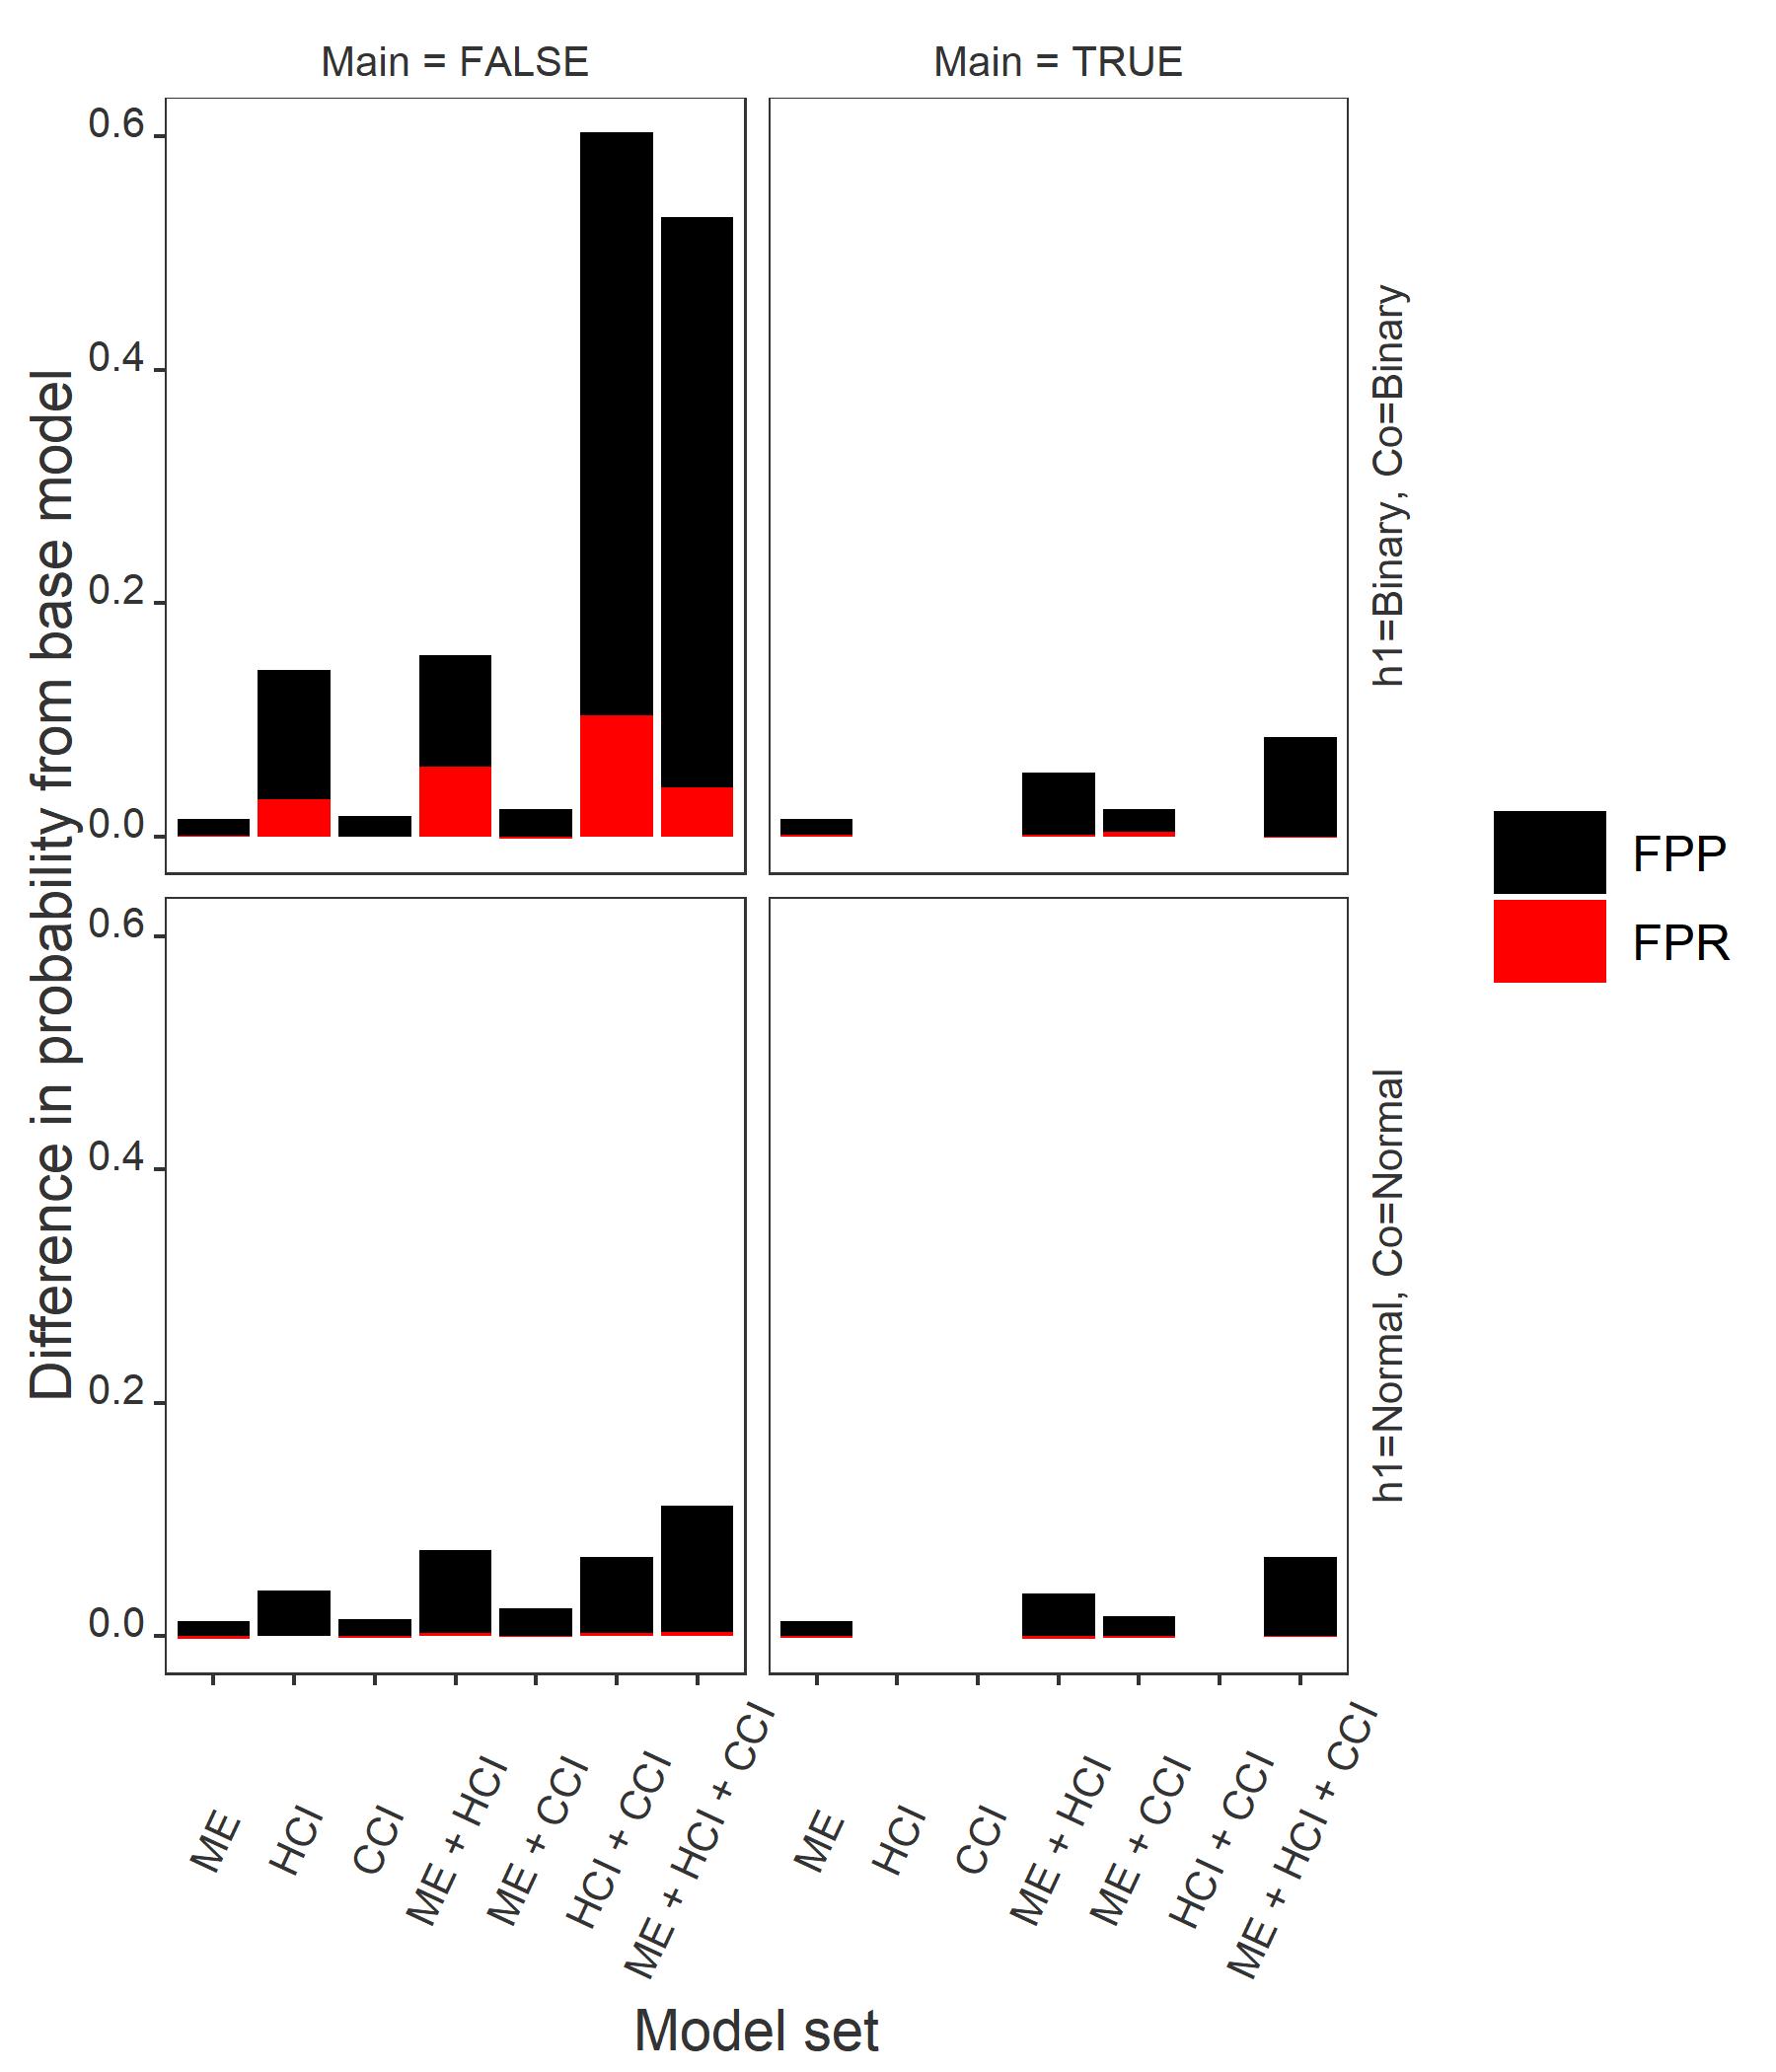 Main = FALSE
Main = TRUE
Difference in probability from base model
0.6
0.4
0.2
0.0
h1=Binary, Co=Binary
0.6
0.4
0.2
0.0
h1=Normal, Co=Normal
FPP
FPR
ME
HCI
CCI
ME + HCI
ME + CCI
HCI + CCI
ME + HCI + CCI
ME
HCI
CCI
ME + HCI
ME + CCI
HCI + CCI
ME + HCI + CCI
Model set